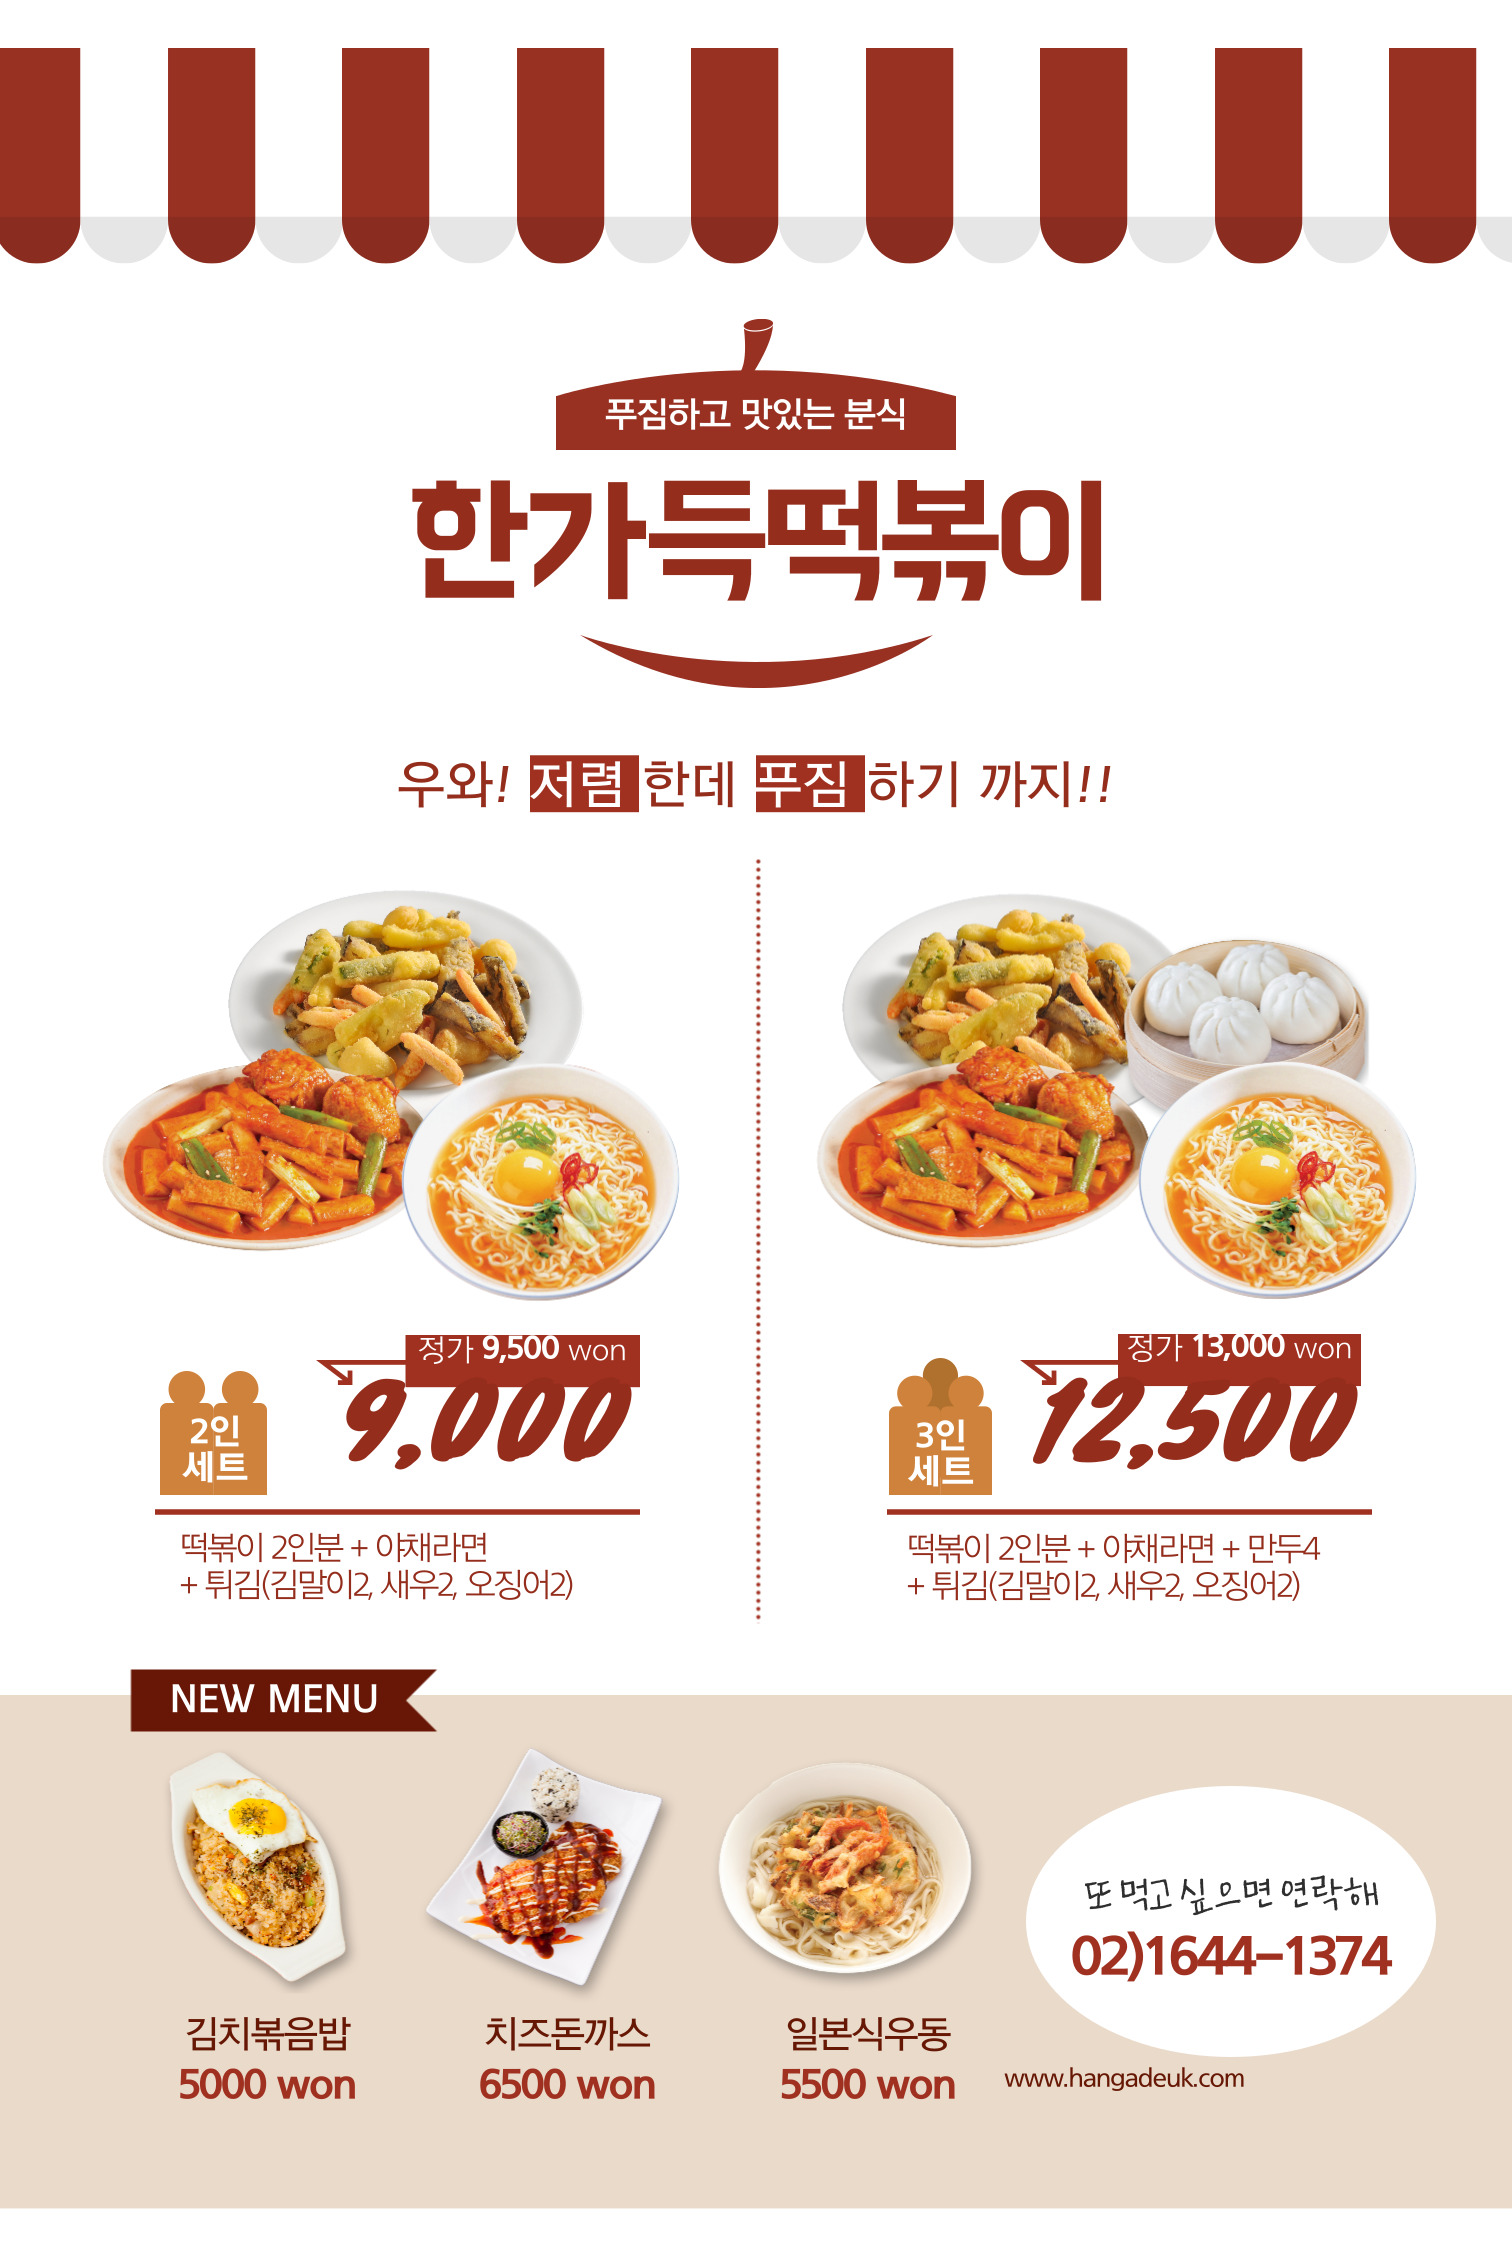 푸짐하고 맛있는 분식
한가득떡볶이
우와! 저렴한데 푸짐하기 까지!!
정가 9,500 won
9,000
2인
세트
떡볶이 2인분 + 야채라면
+ 튀김(김말이2, 새우2, 오징어2)
정가 13,000 won
12,500
3인
세트
떡볶이 2인분 + 야채라면 + 만두4
+ 튀김(김말이2, 새우2, 오징어2)
NEW MENU
김치볶음밥
5000 won
치즈돈까스
6500 won
일본식우동
5500 won
또 먹고 싶으면 연락해
02)1644-1374
www.hangadeuk.com